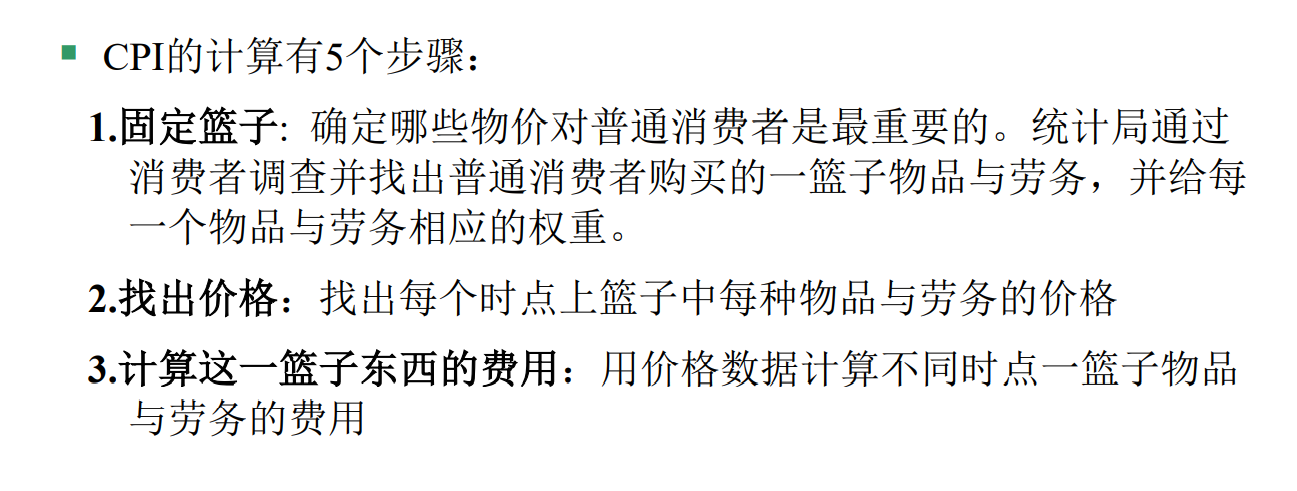 ▪ CPI的计算有5个步骤：
1.固定篮子: 确定哪些物价对普通消费者是最重要的。统计局通过
消费者调查并找出普通消费者购买的一篮子物品与劳务，并给每
一个物品与劳务相应的权重。
2.找出价格：找出每个时点上篮子中每种物品与劳务的价格
3.计算这一篮子东西的费用：用价格数据计算不同时点一篮子物品
与劳务的费用